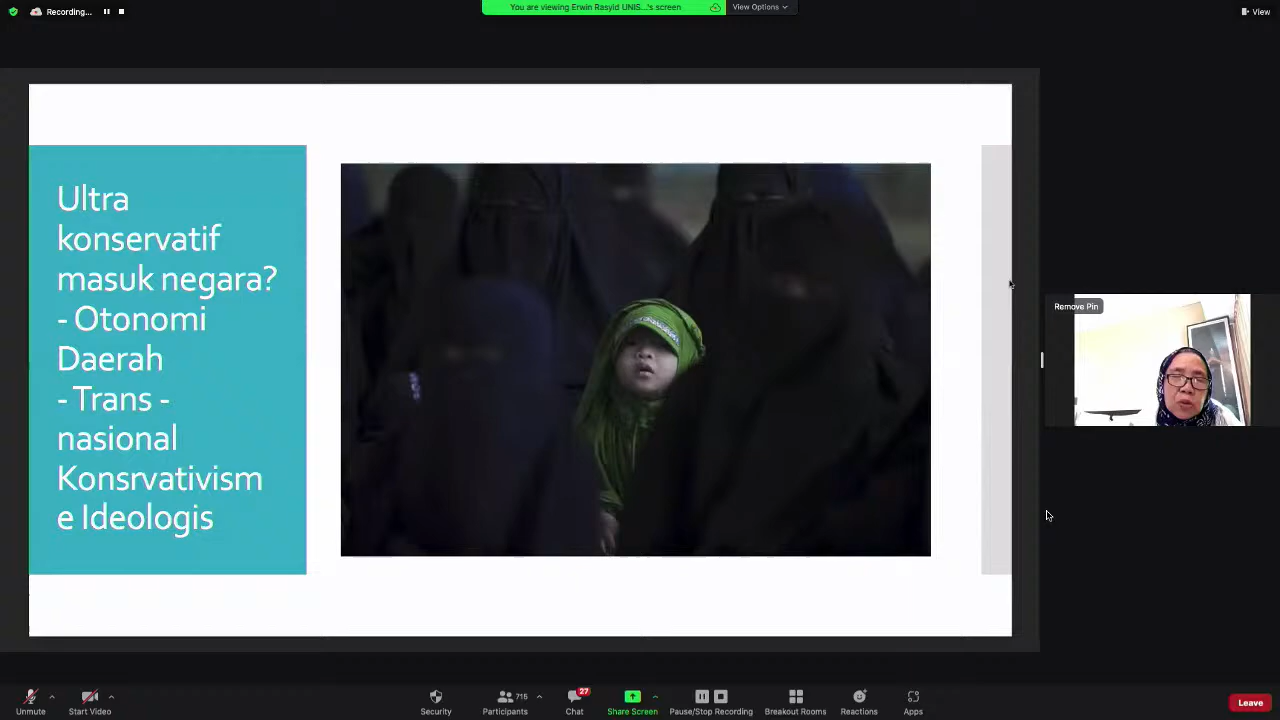 Recording...
You are viewing Erwin Rasyid UNIS...'s screen
View Options
View
Ultra
konservatif
masuk negara?
- Otonomi
Daerah
- Trans -
nasional
Konsrvativism
e Ideologis
Remove Pin
Unmute
Start Video
Security
716
Participants
27
Chat
Share Screen
Pause/Stop Recording
Breakout Rooms
Reactions
Apps
Leave